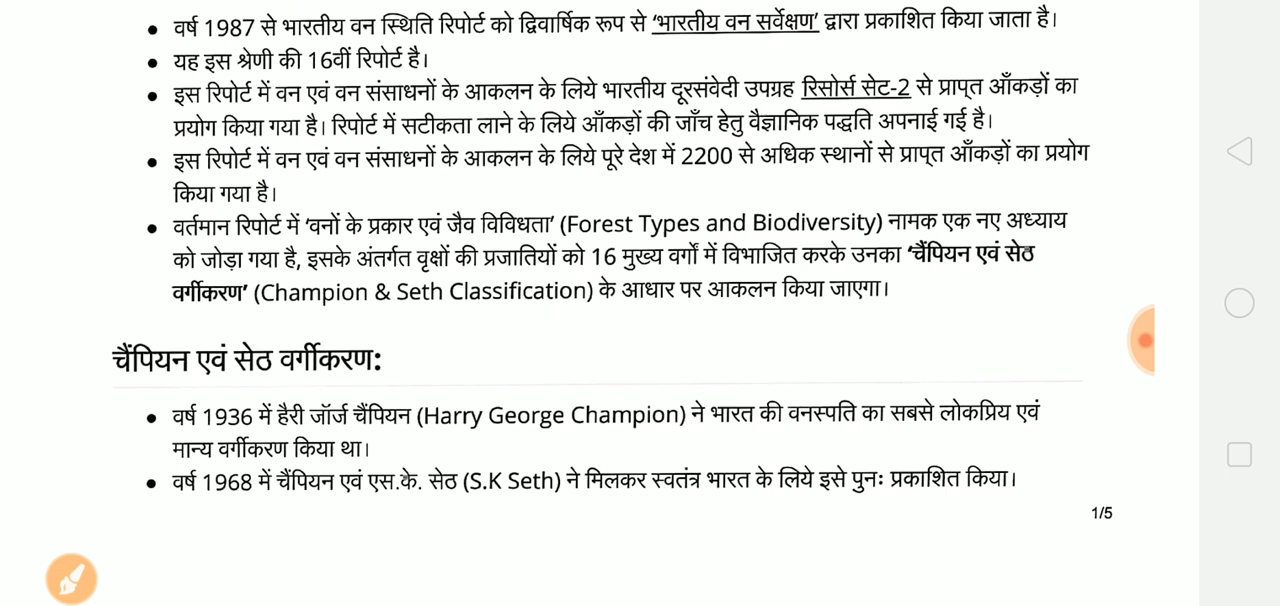 • वर्ष 1987 से भारतीय वन स्थिति रिपोर्ट को द्विवार्षिक रूप से ‘भारतीय वन सर्वेक्षण’ द्वारा प्रकाशित किया जाता है।
• यह इस श्रेणी की 16वीं रिपोर्ट है।
• इस रिपोर्ट में वन एवं वन संसाधनों के आकलन के लिये भारतीय दूरसंवेदी उपग्रह रिसोर्स सेट-2 से प्राप्त आँकड़ों का
प्रयोग किया गया है। रिपोर्ट में सटीकता लाने के लिये आँकड़ों की जाँच हेतु वैज्ञानिक पद्धति अपनाई गई है।
• इस रिपोर्ट में वन एवं वन संसाधनों के आकलन के लिये पूरे देश में 2200 से अधिक स्थानों से प्राप्त आँकड़ों का प्रयोग
किया गया है।
• वर्तमान रिपोर्ट में ‘वनों के प्रकार एवं जैव विविधता’ (Forest Types and Biodiversity) नामक एक नए अध्याय
को जोड़ा गया है, इसके अंतर्गत वृक्षों की प्रजातियों को 16 मुख्य वर्गों में विभाजित करके उनका ‘चैंपियन एवं सेठ
वर्गीकरण’ (Champion & Seth Classification) के आधार पर आकलन किया जाएगा।
चैंपियन एवं सेठ वर्गीकरण:
• वर्ष 1936 में हैरी जॉर्ज चैंपियन (Harry George Champion) ने भारत की वनस्पति का सबसे लोकप्रिय एवं
मान्य वर्गीकरण किया था।
• वर्ष 1968 में चैंपियन एवं एस.के. सेठ (S.K Seth) ने मिलकर स्वतंत्र भारत के लिये इसे पुनः प्रकाशित किया।
1/5